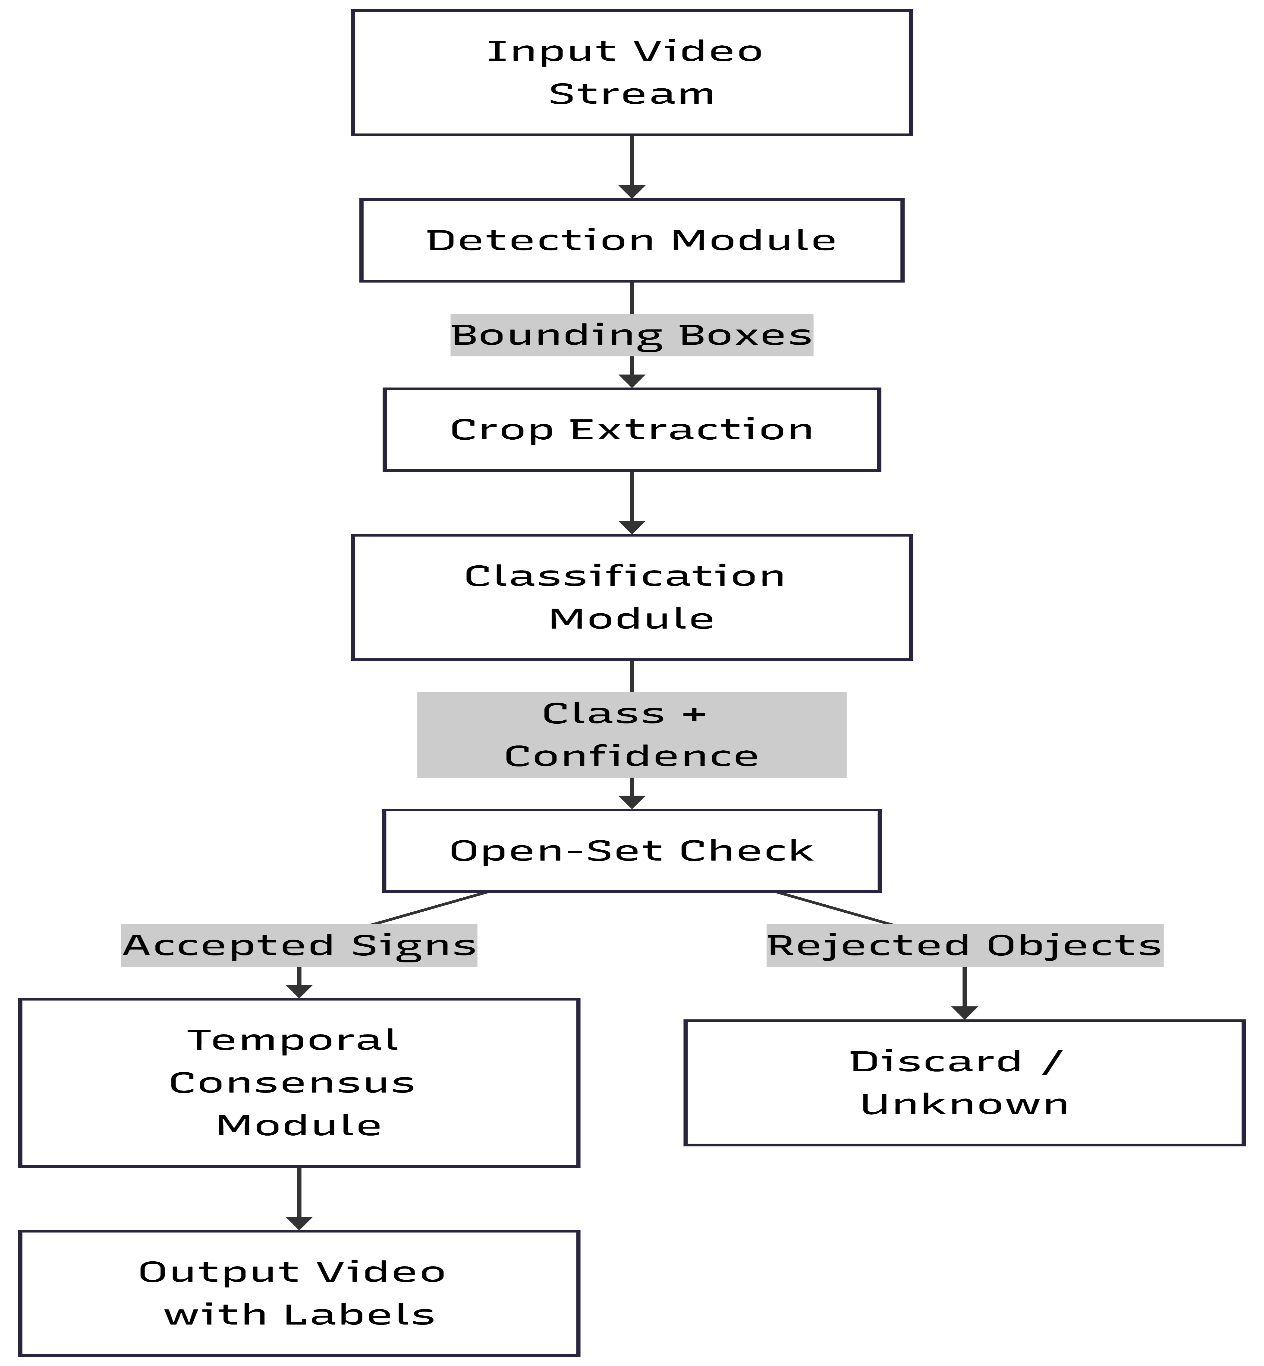 Input Video
Stream
Detection Module
Bounding Boxes
Crop Extraction
Classification
Module
Class +
Confidence
Open-Set Check
Accepted Signs
Rejected Objects
Temporal
Consensus
Module
Discard /
Unknown
Output Video
with Labels